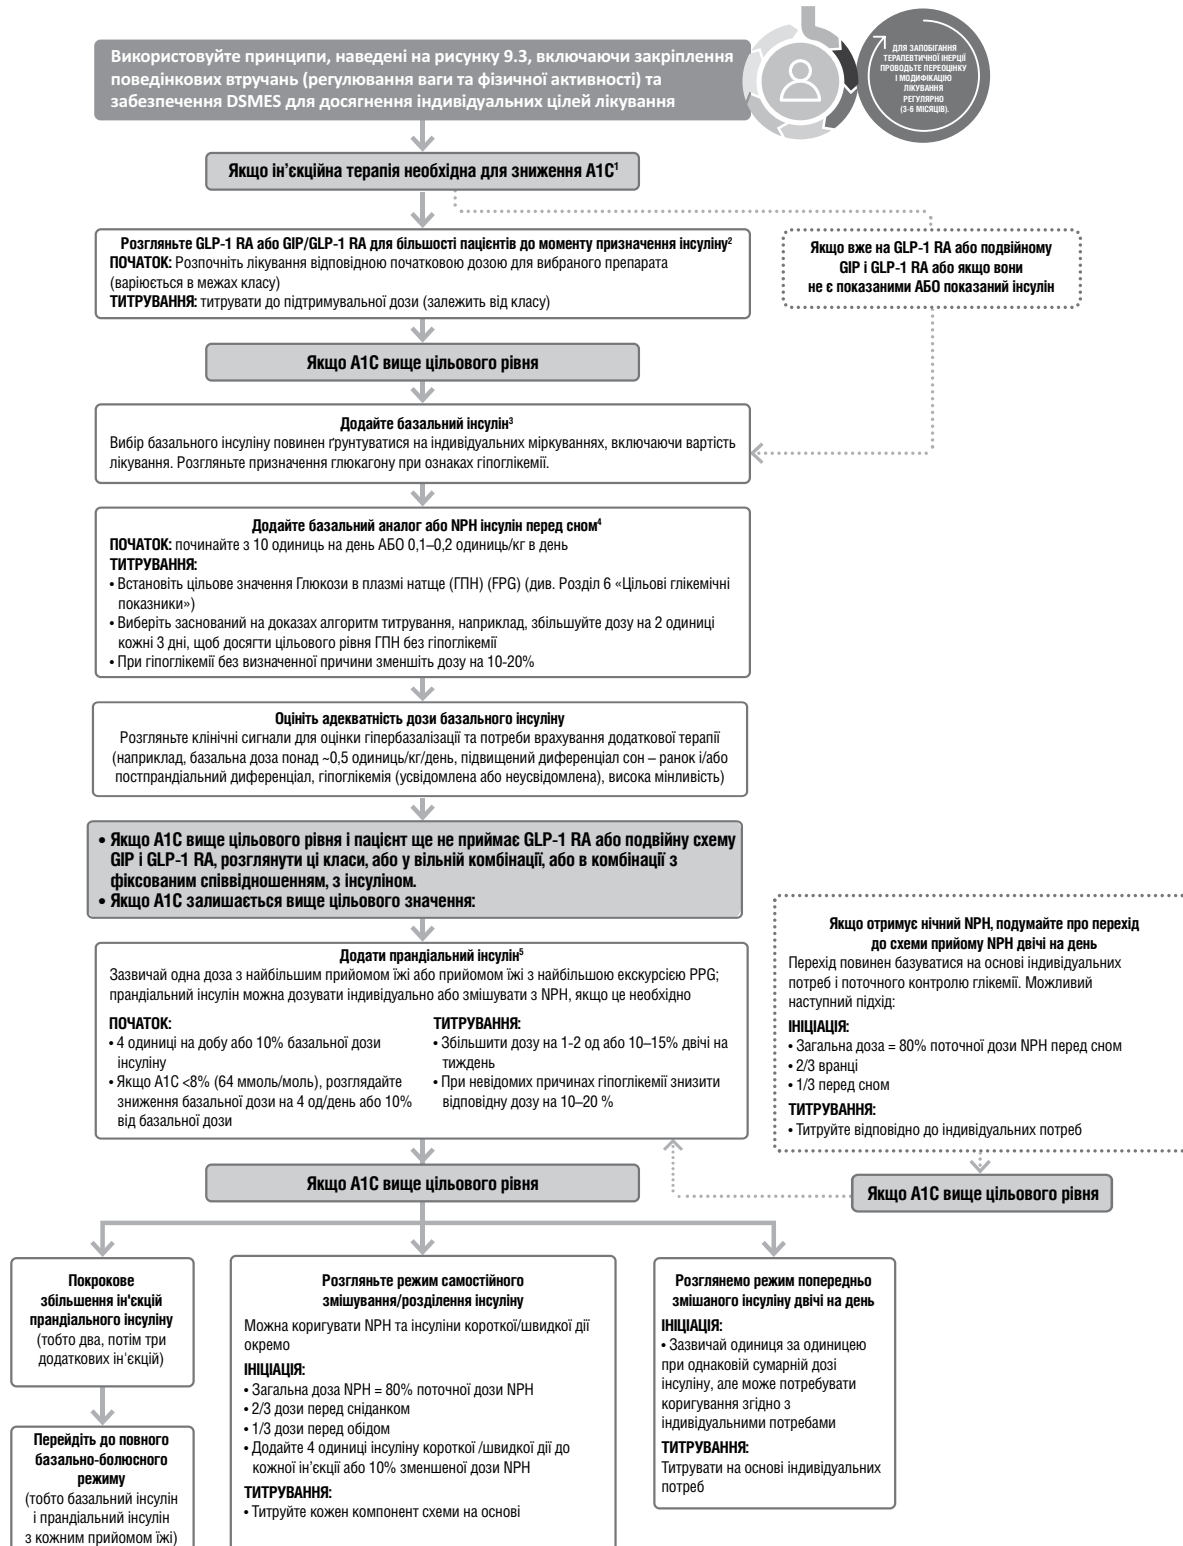 Використовуйте принципи, наведені на рисунку 9.3, включаючи закріплення
поведінкових втручань (регулювання ваги та фізичної активності) та
забезпечення DSMES для досягнення індивідуальних цілей лікування
ДЛЯ ЗАПОБІГАННЯ
ТЕРАПЕВТИЧНОЇ ІНЕРЦІЇ
ПРОВОДЬТЕ ПЕРЕОЦІНКУ
І МОДИФІКАЦІЮ
ЛІКУВАННЯ
РЕГУЛЯРНО
(3-6 МІСЯЦІВ).
Якщо ін’єкційна терапія необхідна для зниження A1C¹
Розгляньте GLP-1 RA або GIP/GLP-1 RA для більшості пацієнтів до моменту призначення інсуліну²
ПОЧАТОК: Розпочніть лікування відповідною початковою дозою для вибраного препарата
(варіюється в межах класу)
ТИТРУВАННЯ: титрувати до підтримувальної дози (залежить від класу)
Якщо вже на GLP-1 RA або подвійному
GIP і GLP-1 RA або якщо вони
не є показаними АБО показаний інсулін
Якщо A1C вище цільового рівня
Додайте базальний інсулін³
Вибір базального інсуліну повинен ґрунтуватися на індивідуальних міркуваннях, включаючи вартість
лікування. Розгляньте призначення глюкагону при ознаках гіпоглікемії.
Додайте базальний аналог або NPH інсулін перед сном⁴
ПОЧАТОК: починайте з 10 одиниць на день АБО 0,1–0,2 одиниць/кг в день
ТИТРУВАННЯ:
• Встановіть цільове значення Глюкози в плазмі натще (ГПН) (FPG) (див. Розділ 6 «Цільові глікемічні
показники»)
• Виберіть заснований на доказах алгоритм титрування, наприклад, збільшуйте дозу на 2 одиниці
кожні 3 дні, щоб досягти цільового рівня ГПН без гіпоглікемії
• При гіпоглікемії без визначенної причини зменшіть дозу на 10-20%
Оцініть адекватність дози базального інсуліну
Розгляньте клінічні сигнали для оцінки гіпербазалізації та потреби врахування додаткової терапії
(наприклад, базальна доза понад ~0,5 одиниць/кг/день, підвищений диференціал сон – ранок і/або
постпрандіальний диференціал, гіпоглікемія (усвідомлена або неусвідомлена), висока мінливість)
• Якщо A1C вище цільового рівня і пацієнт ще не приймає GLP-1 RA або подвійну схему
GIP і GLP-1 RA, розглянути ці класи, або у вільній комбінації, або в комбінації з
фіксованим співвідношенням, з інсуліном.
• Якщо A1C залишається вище цільового значення:
Додати прандіальний інсулін⁵
Зазвичай одна доза з найбільшим прийомом їжі або прийомом їжі з найбільшою екскурсією PPG;
прандіальний інсулін можна дозувати індивідуально або змішувати з NPH, якщо це необхідно
ПОЧАТОК:
• 4 одиниці на добу або 10% базальної дози
інсуліну
• Якщо A1C <8% (64 ммоль/моль), розглядайте
зниження базальної дози на 4 од/день або 10%
від базальної дози
ТИТРУВАННЯ:
• Збільшити дозу на 1-2 од або 10–15% двічі на
тиждень
• При невідомих причинах гіпоглікемії знизити
відповідну дозу на 10–20 %
Якщо отримує нічний NPH, подумайте про перехід
до схеми прийому NPH двічі на день
Перехід повинен базуватися на основі індивідуальних
потреб і поточного контролю глікемії. Можливий
наступний підхід:
ІНІЦІАЦІЯ:
• Загальна доза = 80% поточної дози NPH перед сном
• 2/3 вранці
• 1/3 перед сном
ТИТРУВАННЯ:
• Титруйте відповідно до індивідуальних потреб
Якщо A1C вище цільового рівня
Якщо A1C вище цільового рівня
Покрокове
збільшення ін'єкцій
прандіального інсуліну
(тобто два, потім три
додаткових ін'єкцій)
Перейдіть до повного
базально-болюсного
режиму
(тобто базальний інсулін
і прандіальний інсулін
з кожним прийомом їжі)
Розгляньте режим самостійного
змішування/розділення інсуліну
Можна коригувати NPH та інсуліни короткої/швидкої дії
окремо
ІНІЦІАЦІЯ:
• Загальна доза NPH = 80% поточної дози NPH
• 2/3 дози перед сніданком
• 1/3 дози перед обідом
• Додайте 4 одиниці інсуліну короткої /швидкої дії до
кожної ін’єкції або 10% зменшеної дози NPH
ТИТРУВАННЯ:
• Титруйте кожен компонент схеми на основі
Розглянемо режим попередньо
змішаного інсуліну двічі на день
ІНІЦІАЦІЯ:
• Зазвичай одиниця за одиницею
при однаковій сумарній дозі
інсуліну, але може потребувати
коригування згідно з
індивідуальними потребами
ТИТРУВАННЯ:
Титрувати на основі індивідуальних
потреб